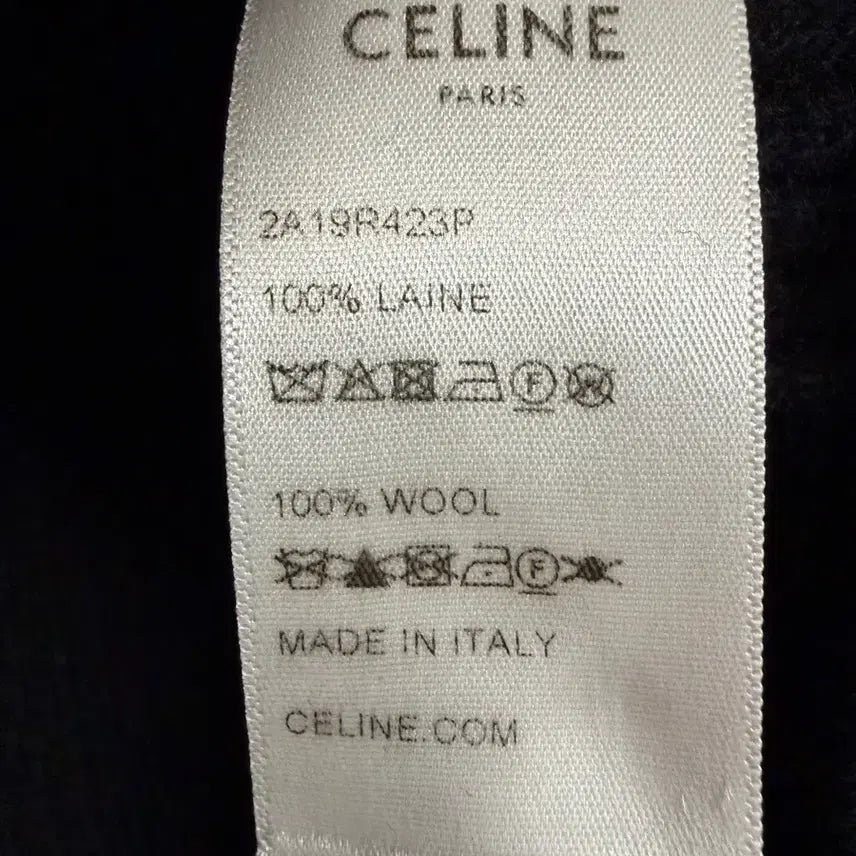 CELINE
PARIS
2A19R423P
100% LAINE
F W
100% WOOL
F
MADE IN ITALY
CELINE.COM